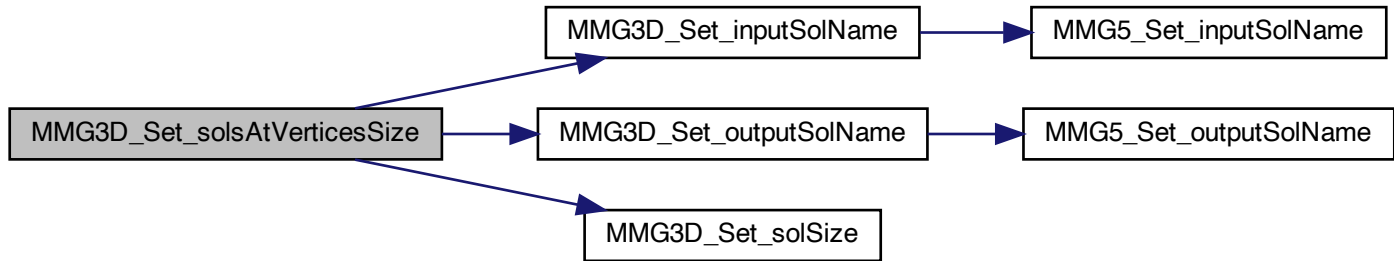 MMG3D_Set_inputSolName
MMG5_Set_inputSolName
MMG3D_Set_solsAtVerticesSize
MMG3D_Set_outputSolName
MMG5_Set_outputSolName
MMG3D_Set_solSize